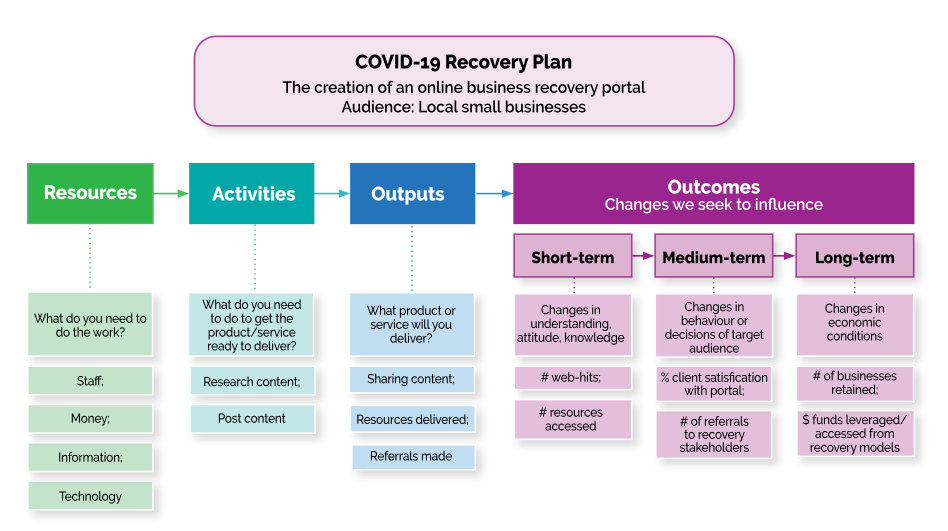 COVID-19 Recovery Plan
The creation of an online business recovery portal
Audience: Local small businesses
Resources
Activities
Outputs
Outcomes
Changes we seek to influence
Short-term
Medium-term
Long-term
What do you need to
do the work?
Staff;
Money;
Information;
Technology
What do you need
to do to get the
product/service
ready to deliver?
Research content;
Post content
What product or
service will you
deliver?
Sharing content;
Resources delivered;
Referrals made
Changes in
understanding,
attitude, knowledge
# web-hits;
# resources
accessed
Changes in
behaviour or
decisions of target
audience
% client satisfication
with portal;
# of referrals
to recovery
stakeholders
Changes in
economic
conditions
# of businesses
retained;
$ funds leveraged/
accessed from
recovery models